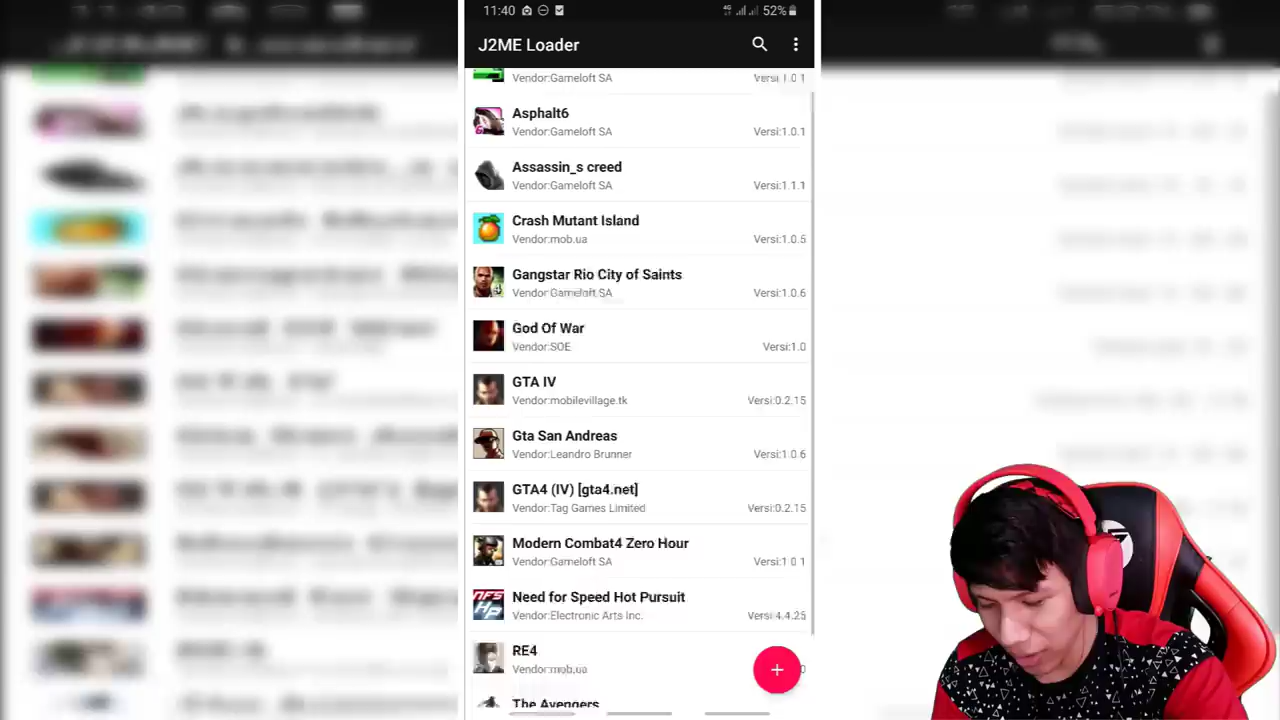 11:40
4G 52%
J2ME Loader
Vendor:Gameloft SA
Versi:1.0.1
Asphalt6
Vendor:Gameloft SA
Versi:1.0.1
Assassin_s creed
Vendor:Gameloft SA
Versi:1.1.1
Crash Mutant Island
Vendor:mob.ua
Versi:1.0.5
Gangstar Rio City of Saints
Vendor:Gameloft SA
Versi:1.0.6
God Of War
Vendor:SOE
Versi:1.0
GTA IV
Vendor:mobilevillage.tk
Versi:0.2.15
Gta San Andreas
Vendor:Leandro Brunner
Versi:1.0.6
GTA4 (IV) [gta4.net]
Vendor:Tag Games Limited
Versi:0.2.15
Modern Combat4 Zero Hour
Vendor:Gameloft SA
Versi:1.0.1
Need for Speed Hot Pursuit
Vendor:Electronic Arts Inc.
Versi:4.4.25
RE4
Vendor:mob.ua
The Avengers